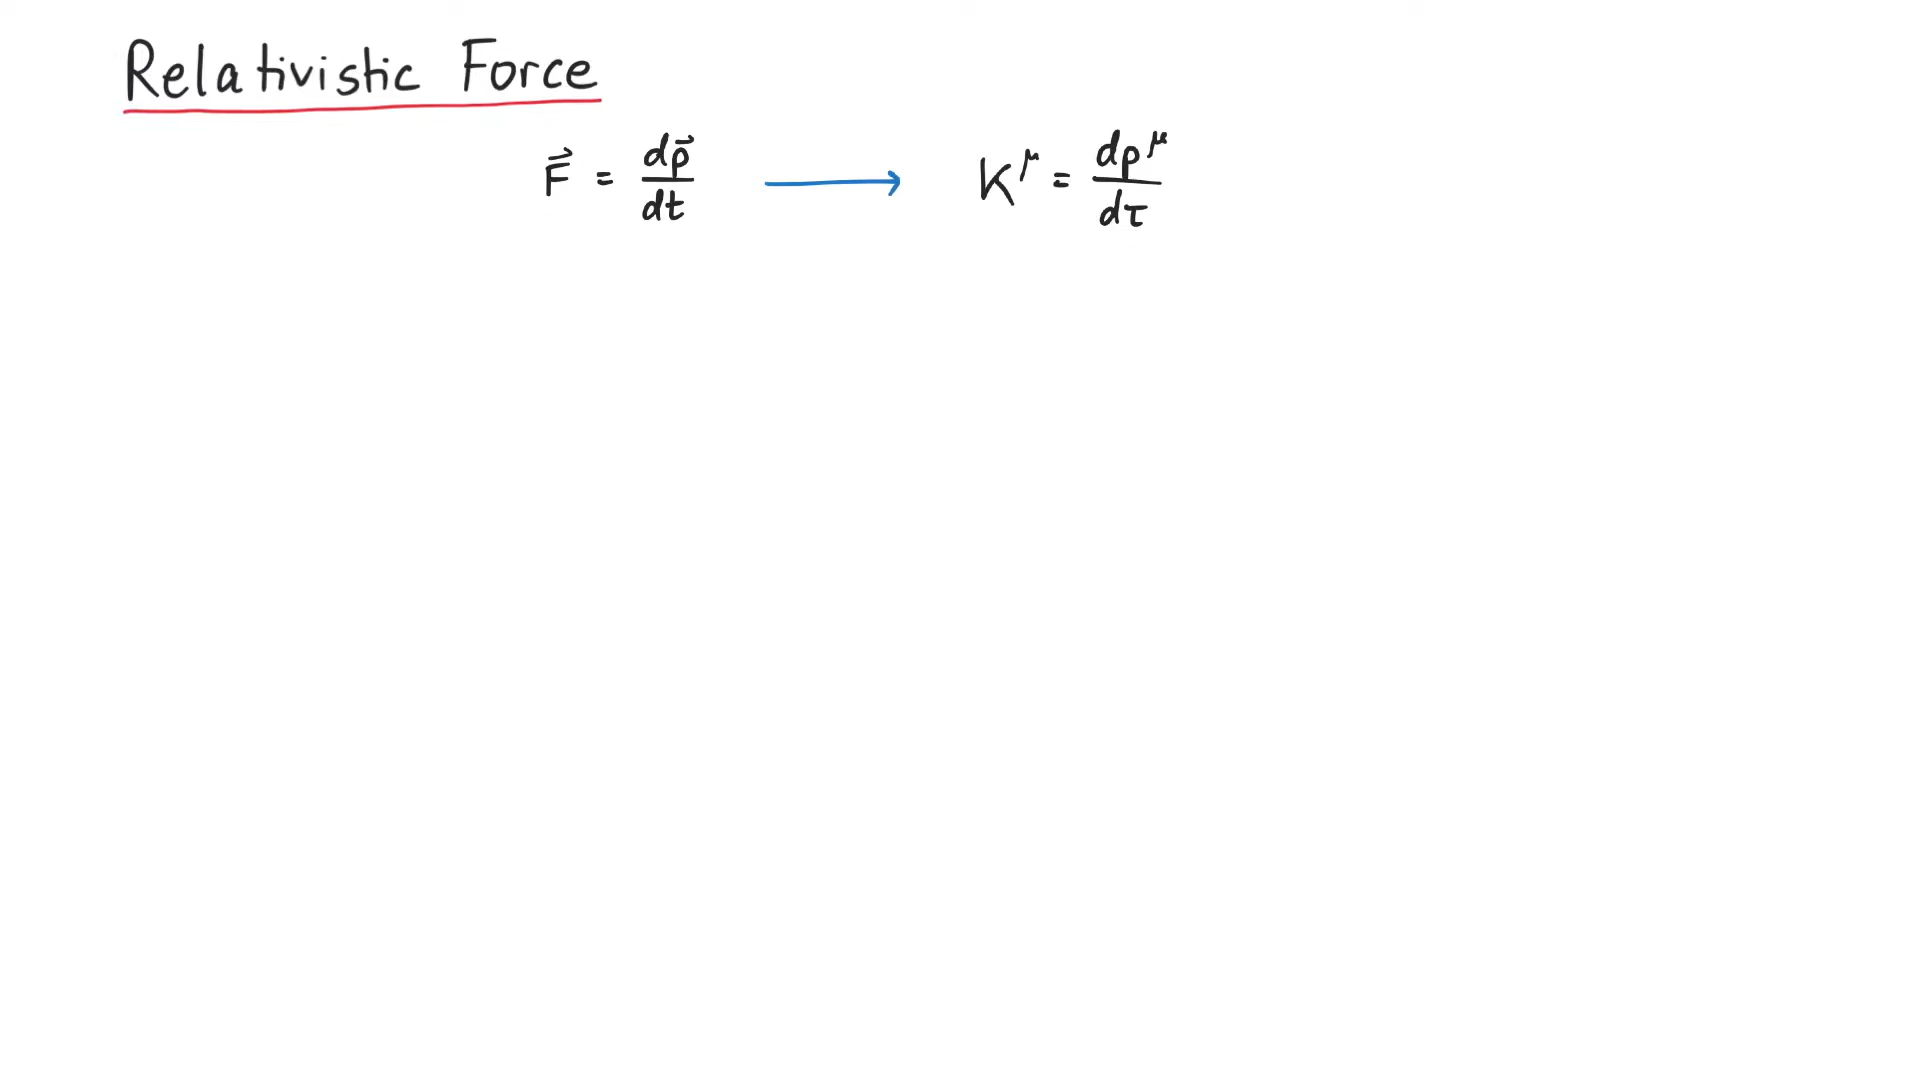 Relativistic Force
F⃗ = dp⃗/dt ⟶ K^μ = dp^μ/dτ